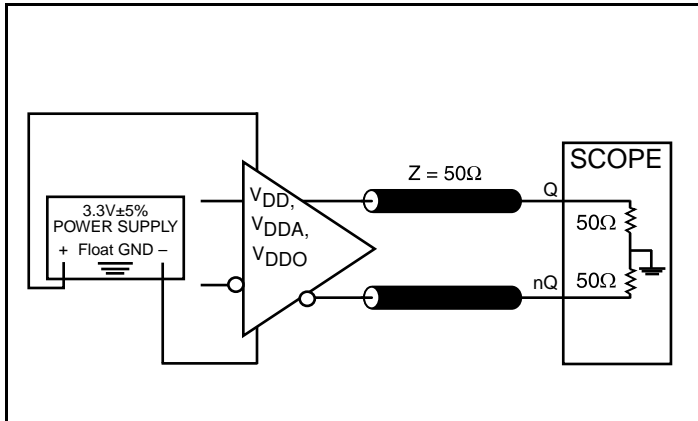 3.3V±5%
POWER SUPPLY
+ Float GND –
VDD,
VDDA,
VDDO
Z = 50Ω
Q
nQ
SCOPE
50Ω
50Ω